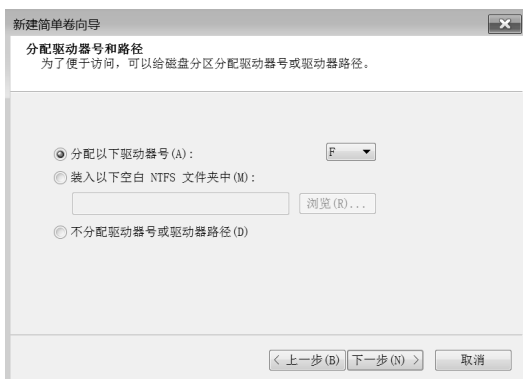 新建简单卷向导
分配驱动器号和路径
为了便于访问，可以给磁盘分区分配驱动器号或驱动器路径。
分配以下驱动器号(A): F
装入以下空白 NTFS 文件夹中(M):
浏览(R)...
不分配驱动器号或驱动器路径(D)
< 上一步(B) 下一步(N) > 取消